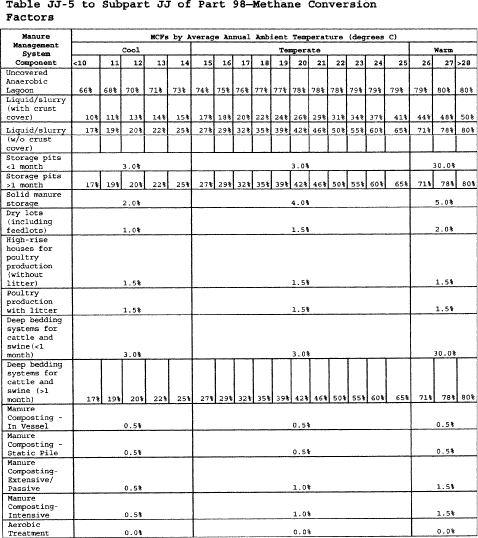 Table JJ-5 to Subpart JJ of Part 98—Methane Conversion
Factors
Manure
Management
System
Component
MCFs by Average Annual Ambient Temperature (degrees C)
Cool Temperate Warm
<10 11 12 13 14 15 16 17 18 19 20 21 22 23 24 25 26 27 >28
Uncovered
Anaerobic
Lagoon 66% 68% 70% 71% 73% 74% 75% 76% 77% 77% 78% 78% 78% 79% 79% 79% 79% 80% 80%
Liquid/slurry
(with crust
cover) 10% 11% 13% 14% 15% 17% 18% 20% 22% 24% 26% 29% 31% 34% 37% 41% 44% 48% 50%
Liquid/slurry 17% 19% 20% 22% 25% 27% 29% 32% 35% 39% 42% 46% 50% 55% 60% 65% 71% 78% 80%
(w/o crust
cover)
Storage pits
<1 month 3.0% 3.0% 30.0%
Storage pits
>1 month 17% 19% 20% 22% 25% 27% 29% 32% 35% 39% 42% 46% 50% 55% 60% 65% 71% 78% 80%
Solid manure
storage 2.0% 4.0% 5.0%
Dry lots
(including
feedlots) 1.0% 1.5% 2.0%
High-rise
houses for
poultry
production
(without
litter) 1.5% 1.5% 1.5%
Poultry
production
with litter 1.5% 1.5% 1.5%
Deep bedding
systems for
cattle and
swine(<1
month) 3.0% 3.0% 30.0%
Deep bedding
systems for
cattle and
swine (>1
month) 17% 19% 20% 22% 25% 27% 29% 32% 35% 39% 42% 46% 50% 55% 60% 65% 71% 78% 80%
Manure
Composting -
In Vessel 0.5% 0.5% 0.5%
Manure
Composting -
Static Pile 0.5% 0.5% 0.5%
Manure
Composting-
Extensive/
Passive 0.5% 1.0% 1.5%
Manure
Composting-
Intensive 0.5% 1.0% 1.5%
Aerobic
Treatment 0.0% 0.0% 0.0%